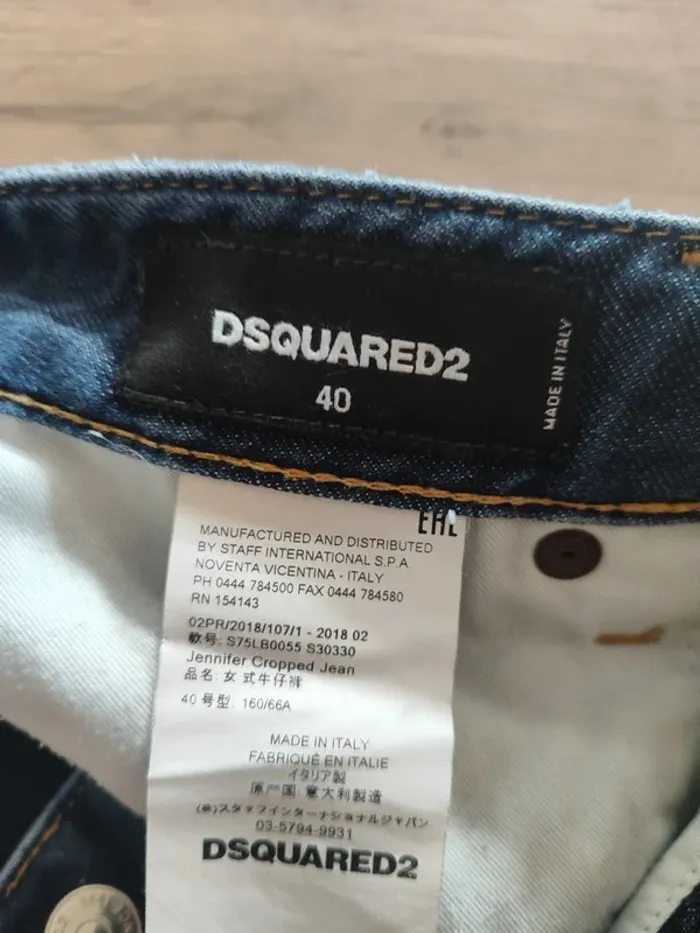 DSQUARED2
40
MADE IN ITALY
EAC
MANUFACTURED AND DISTRIBUTED
BY STAFF INTERNATIONAL S.P.A.
NOVENTA VICENTINA - ITALY
PH 0444 784500 FAX 0444 784580
RN 154143
02PR/2018/107/1 - 2018 02
款号: S75LB0055 S30330
Jennifer Cropped Jean
品名: 女式牛仔裤
40 号型: 160/66A
MADE IN ITALY
FABRIQUÉ EN ITALIE
イタリア製
原产国 意大利製造
(株)スタッフインターナショナルジャパン
03-5794-9931
DSQUARED2